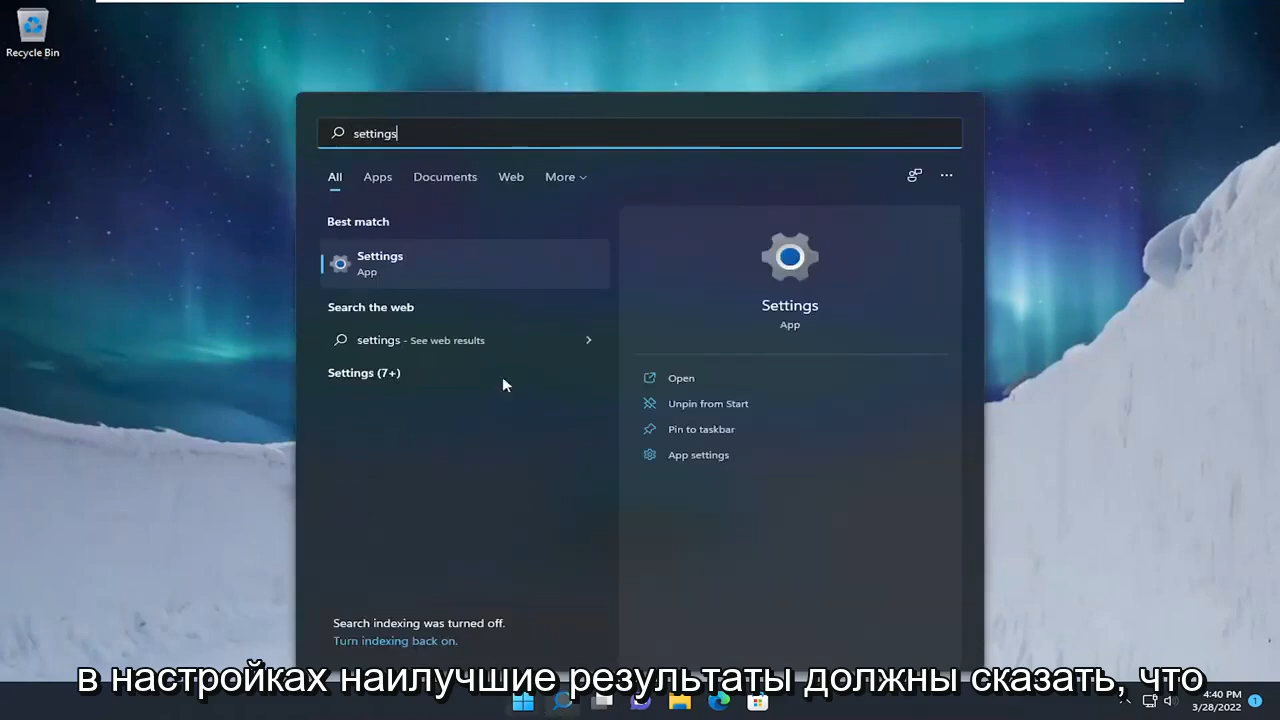 Recycle Bin
settings
All Apps Documents Web More
Best match
Settings
App
Search the web
settings - See web results
Settings (7+)
Settings
App
Open
Unpin from Start
Pin to taskbar
App settings
Search indexing was turned off.
Turn indexing back on.
в настройках наилучшие результаты должны сказать, что
4:40 PM
3/28/2022
1